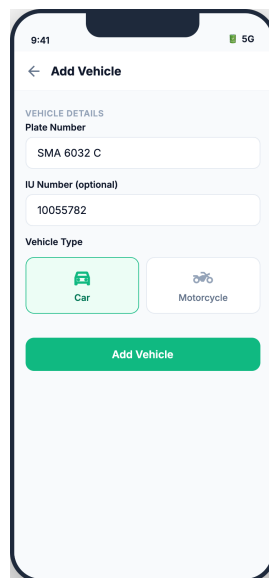 9:41
5G
Add Vehicle
VEHICLE DETAILS
Plate Number
SMA 6032 C
IU Number (optional)
10055782
Vehicle Type
Car
Motorcycle
Add Vehicle